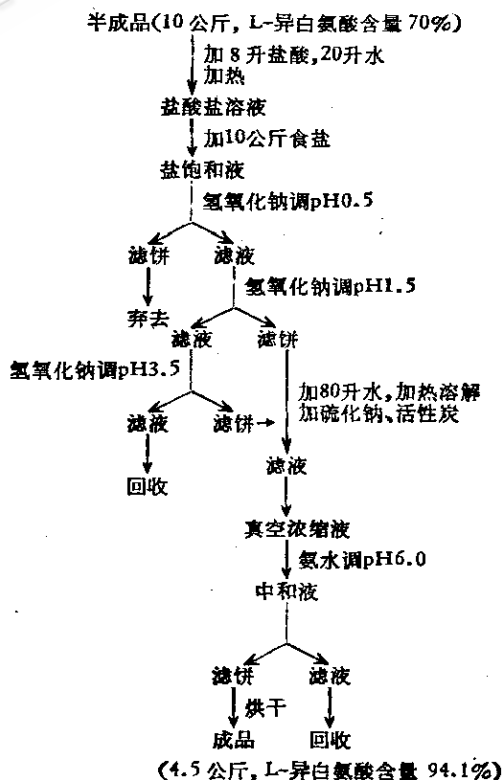 半成品(10公斤，L-异白氨酸含量70%)
加8升盐酸,20升水
加热
盐酸盐溶液
加10公斤食盐
盐饱和液
氢氧化钠调pH0.5
滤饼 滤液
弃去
氢氧化钠调pH1.5
滤液 滤饼
氢氧化钠调pH3.5
加80升水,加热溶解
加硫化钠、活性炭
滤液 滤饼
滤液
回收
真空浓缩液
氨水调pH6.0
中和液
滤饼 滤液
烘干
成品 回收
(4.5公斤，L-异白氨酸含量94.1%)